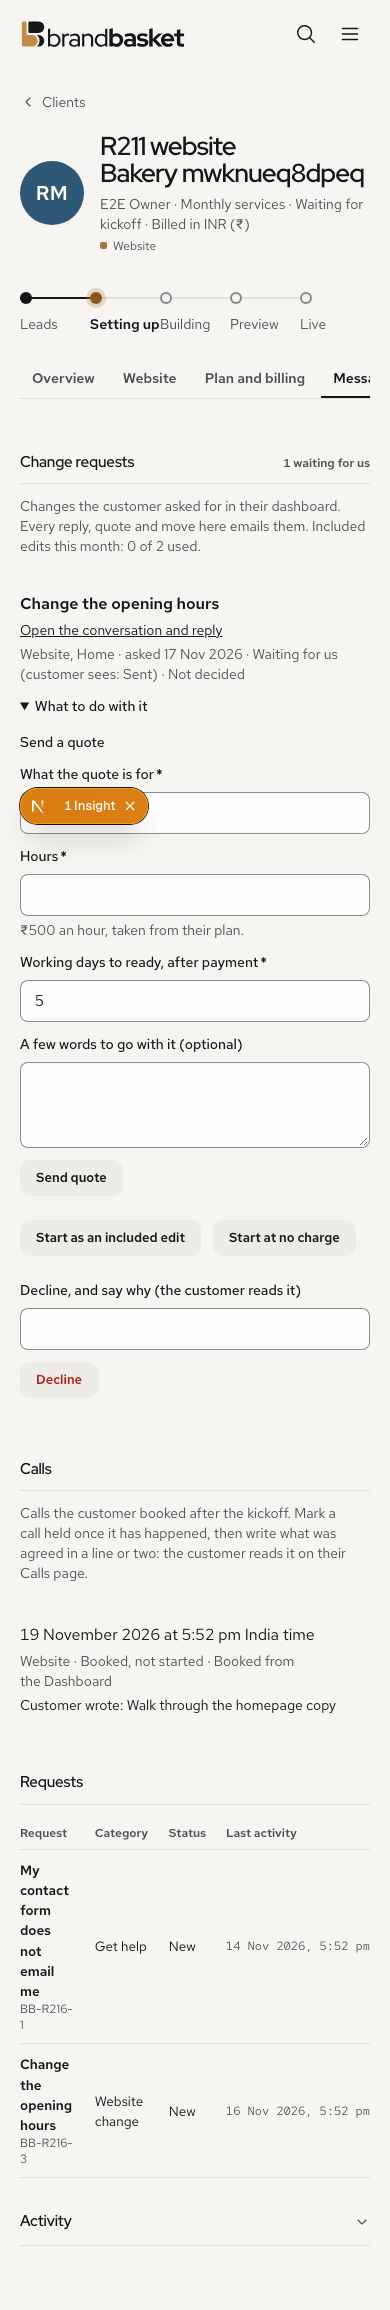 brandbasket
Clients
RM
R211 website
Bakery mwknueq8dpeq
E2E Owner · Monthly services · Waiting for
kickoff · Billed in INR (₹)
Website
Leads
Setting up
Building
Preview
Live
Overview
Website
Plan and billing
Messa
Change requests
1 waiting for us
Changes the customer asked for in their dashboard.
Every reply, quote and move here emails them. Included
edits this month: 0 of 2 used.
Change the opening hours
Open the conversation and reply
Website, Home · asked 17 Nov 2026 · Waiting for us
(customer sees: Sent) · Not decided
▼ What to do with it
Send a quote
What the quote is for *
N 1 Insight ×
Hours *
₹500 an hour, taken from their plan.
Working days to ready, after payment *
5
A few words to go with it (optional)
Send quote
Start as an included edit
Start at no charge
Decline, and say why (the customer reads it)
Decline
Calls
Calls the customer booked after the kickoff. Mark a
call held once it has happened, then write what was
agreed in a line or two: the customer reads it on their
Calls page.
19 November 2026 at 5:52 pm India time
Website · Booked, not started · Booked from
the Dashboard
Customer wrote: Walk through the homepage copy
Requests
Request Category Status Last activity
My
contact
form
does
not
email
me
BB-R216-
1
Get help
New
14 Nov 2026, 5:52 pm
Change
the
opening
hours
BB-R216-
3
Website
change
New
16 Nov 2026, 5:52 pm
Activity